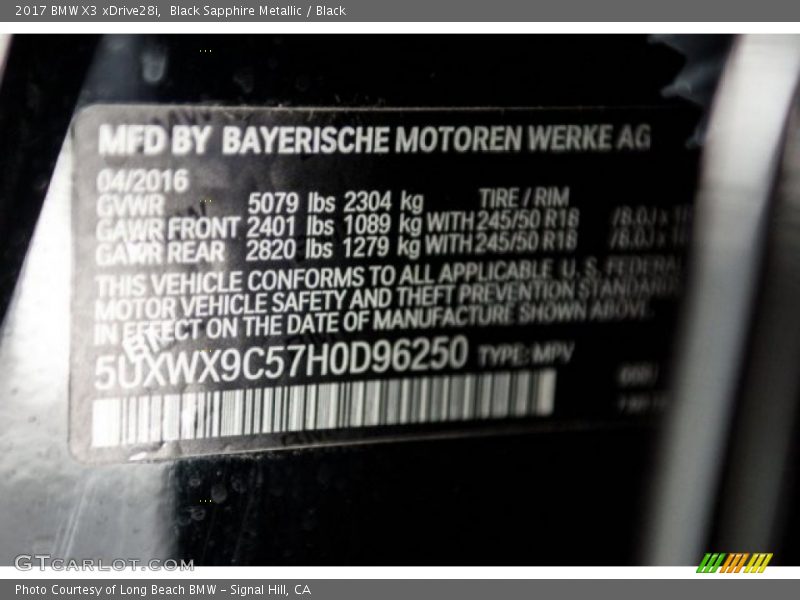 2017 BMW X3 xDrive28i,  Black Sapphire Metallic / Black
MFD BY BAYERISCHE MOTOREN WERKE AG
04/2016
GVWR 5079 lbs 2304 kg TIRE / RIM
GAWR FRONT 2401 lbs 1089 kg WITH 245/50 R18 /8.0J x
GAWR REAR 2820 lbs 1279 kg WITH 245/50 R18 /8.0J x
THIS VEHICLE CONFORMS TO ALL APPLICABLE U. S. FEDERAL
MOTOR VEHICLE SAFETY AND THEFT PREVENTION STANDARDS
IN EFFECT ON THE DATE OF MANUFACTURE SHOWN ABOVE.
5UXWX9C57H0D96250 TYPE: MPV
GTCARLOT.COM
Photo Courtesy of Long Beach BMW – Signal Hill, CA